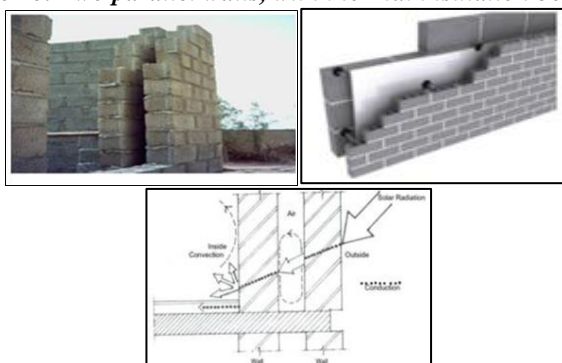 Solar Radiation
Air
Inside
Convection
Outside
Conduction
Wall
Wall